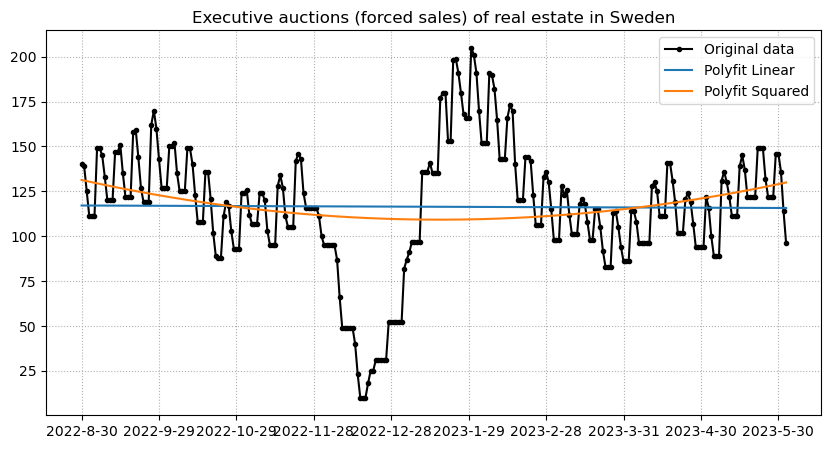 Executive auctions (forced sales) of real estate in Sweden
Original data
Polyfit Linear
Polyfit Squared
200
175
150
125
100
75
50
25
2022-8-30 2022-9-29 2022-10-29 2022-11-28 2022-12-28 2023-1-29 2023-2-28 2023-3-31 2023-4-30 2023-5-30